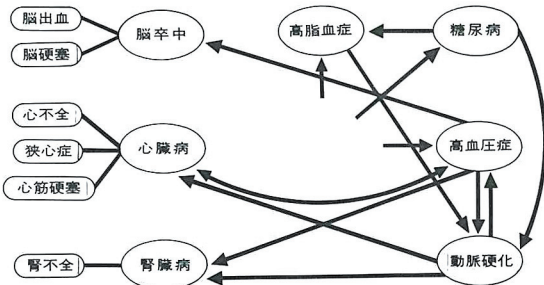 脳出血
脳硬塞
脳卒中
高脂血症
糖尿病
心不全
狭心症
心筋硬塞
心臓病
高血圧症
腎不全
腎臓病
動脈硬化